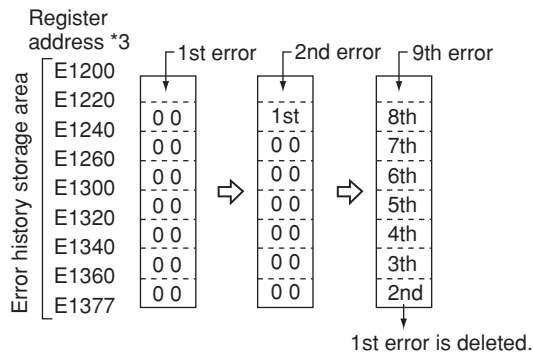 Register
address *3
1st error
2nd error
9th error
Error history storage area
E1200
E1220
E1240
E1260
E1300
E1320
E1340
E1360
E1377
0 0
0 0
0 0
0 0
0 0
0 0
0 0
1st
0 0
0 0
0 0
0 0
0 0
0 0
8th
7th
6th
5th
4th
3th
2nd
1st error is deleted.